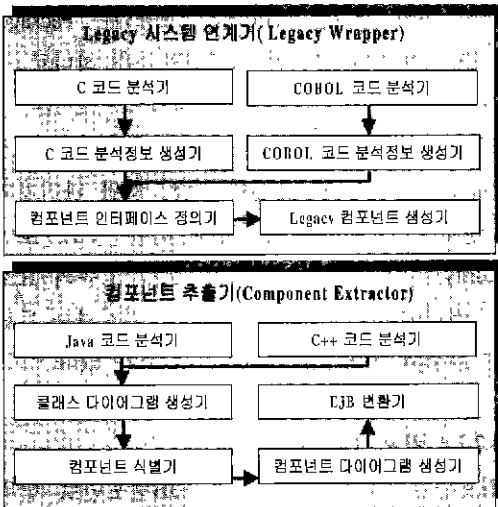 Legacy 시스템 연계기( Legacy Wrapper)
C 코드 분석기
COBOL 코드 분석기
C 코드 분석정보 생성기
COBOL 코드 분석정보 생성기
컴포넌트 인터페이스 정의기
Legacy 컴포넌트 생성기
컴포넌트 추출기(Component Extractor)
Java 코드 분석기
C++ 코드 분석기
클래스 다이어그램 생성기
EJB 변환기
컴포넌트 식별기
컴포넌트 다이어그램 생성기